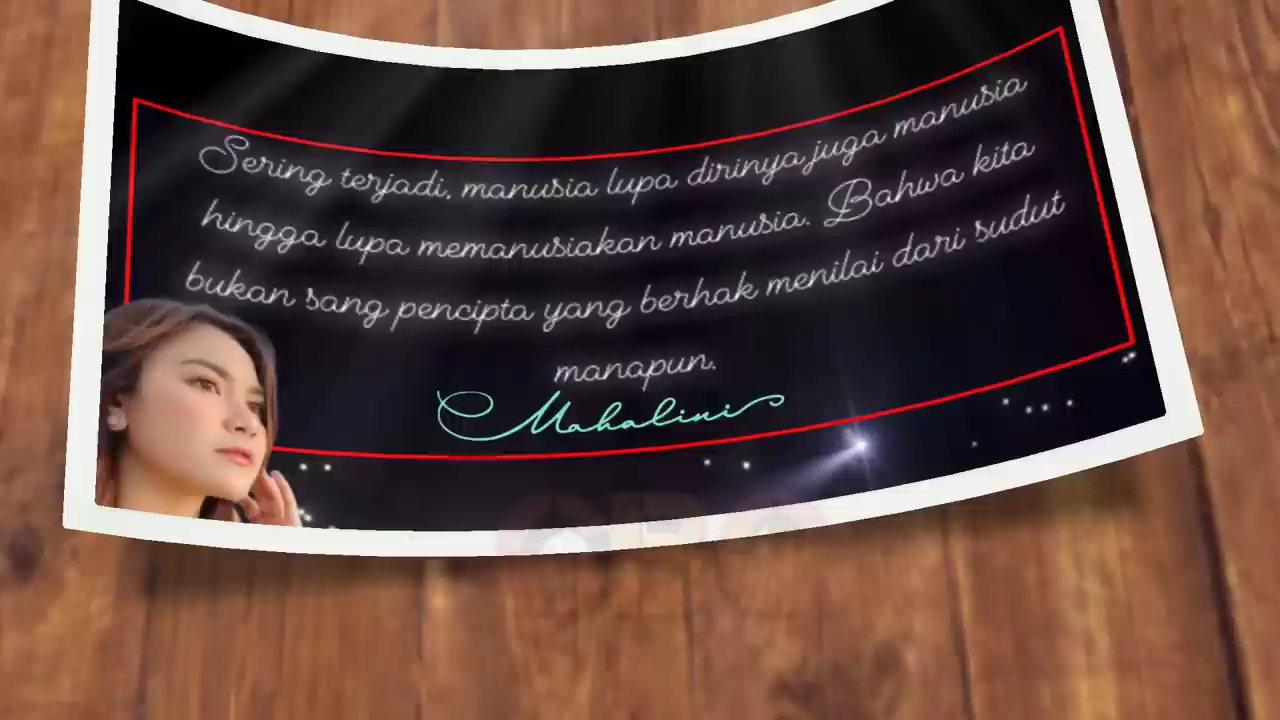 Sering terjadi, manusia lupa dirinya juga manusia
hingga lupa memanusiakan manusia. Bahwa kita
bukan sang pencipta yang berhak menilai dari sudut
manapun.
Mahalini